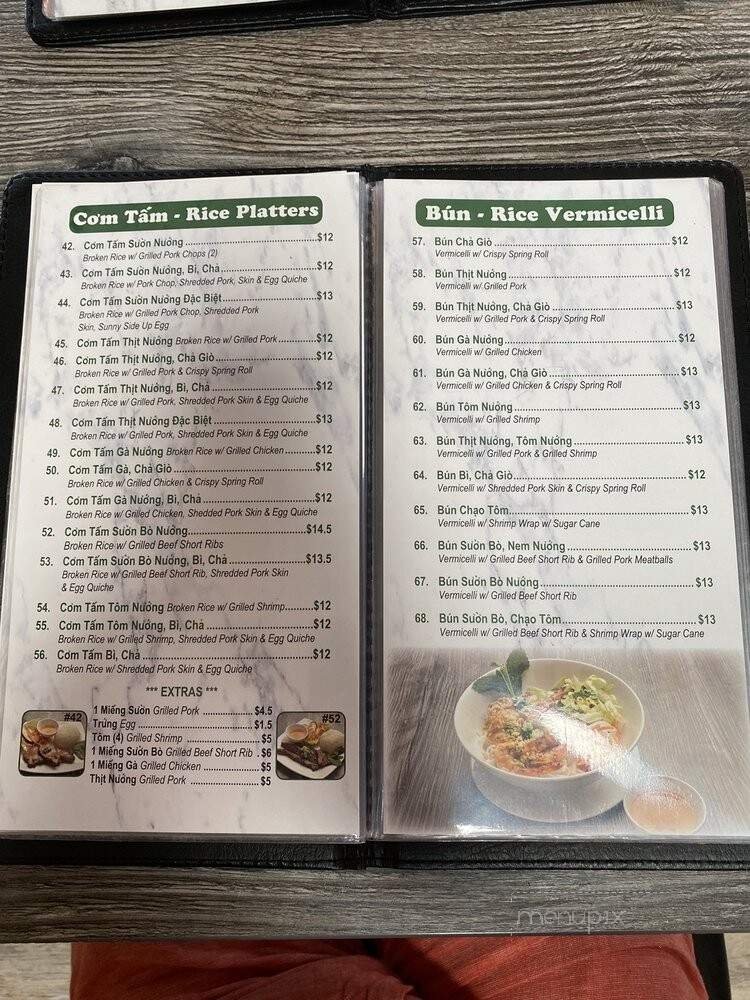 Cơm Tấm - Rice Platters
42. Cơm Tấm Sườn Nướng $12
Broken Rice w/ Grilled Pork Chops (2)
43. Cơm Tấm Sườn Nướng, Bì, Chả $12
Broken Rice w/ Pork Chop, Shredded Pork, Skin & Egg Quiche
44. Cơm Tấm Sườn Nướng Đặc Biệt $13
Broken Rice w/ Grilled Pork Chop, Shredded Pork
Skin, Sunny Side Up Egg
45. Cơm Tấm Thịt Nướng Broken Rice w/ Grilled Pork $12
46. Cơm Tấm Thịt Nướng, Chả Giò $12
Broken Rice w/ Grilled Pork & Crispy Spring Roll
47. Cơm Tấm Thịt Nướng, Bì, Chả $12
Broken Rice w/ Grilled Pork, Shredded Pork Skin & Egg Quiche
48. Cơm Tấm Thịt Nướng Đặc Biệt $13
Broken Rice w/ Grilled Pork, Shredded Pork Skin & Egg Quiche
49. Cơm Tấm Gà Nướng Broken Rice w/ Grilled Chicken $12
50. Cơm Tấm Gà, Chả Giò $12
Broken Rice w/ Grilled Chicken & Crispy Spring Roll
51. Cơm Tấm Gà Nướng, Bì, Chả $12
Broken Rice w/ Grilled Chicken, Shedded Pork Skin & Egg Quiche
52. Cơm Tấm Sườn Bò Nướng $14.5
Broken Rice w/ Grilled Beef Short Ribs
53. Cơm Tấm Sườn Bò Nướng, Bì, Chả $13.5
Broken Rice w/ Grilled Beef Short Rib, Shredded Pork Skin
& Egg Quiche
54. Cơm Tấm Tôm Nướng Broken Rice w/ Grilled Shrimp $12
55. Cơm Tấm Tôm Nướng, Bì, Chả $12
Broken Rice w/ Grilled Shrimp, Shredded Pork Skin & Egg Quiche
56. Cơm Tấm Bì, Chả $12
Broken Rice w/ Shredded Pork Skin & Egg Quiche
*** EXTRAS ***
1 Miếng Sườn Grilled Pork $4.5
Trứng Egg $1.5
Tôm (4) Grilled Shrimp $5
1 Miếng Sườn Bò Grilled Beef Short Rib $6
1 Miếng Gà Grilled Chicken $5
Thịt Nướng Grilled Pork $5
#42
#52
Bún - Rice Vermicelli
57. Bún Chả Giò $12
Vermicelli w/ Crispy Spring Roll
58. Bún Thịt Nướng $12
Vermicelli w/ Grilled Pork
59. Bún Thịt Nướng, Chả Giò $13
Vermicelli w/ Grilled Pork & Crispy Spring Roll
60. Bún Gà Nướng $12
Vermicelli w/ Grilled Chicken
61. Bún Gà Nướng, Chả Giò $13
Vermicelli w/ Grilled Chicken & Crispy Spring Roll
62. Bún Tôm Nướng $13
Vermicelli w/ Grilled Shrimp
63. Bún Thịt Nướng, Tôm Nướng $13
Vermicelli w/ Grilled Pork & Grilled Shrimp
64. Bún Bì, Chả Giò $12
Vermicelli w/ Shredded Pork Skin & Crispy Spring Roll
65. Bún Chạo Tôm $13
Vermicelli w/ Shrimp Wrap w/ Sugar Cane
66. Bún Sườn Bò, Nem Nướng $13
Vermicelli w/ Grilled Beef Short Rib & Grilled Pork Meatballs
67. Bún Sườn Bò Nướng $13
Vermicelli w/ Grilled Beef Short Rib
68. Bún Sườn Bò, Chạo Tôm $13
Vermicelli w/ Grilled Beef Short Rib & Shrimp Wrap w/ Sugar Cane
menupix